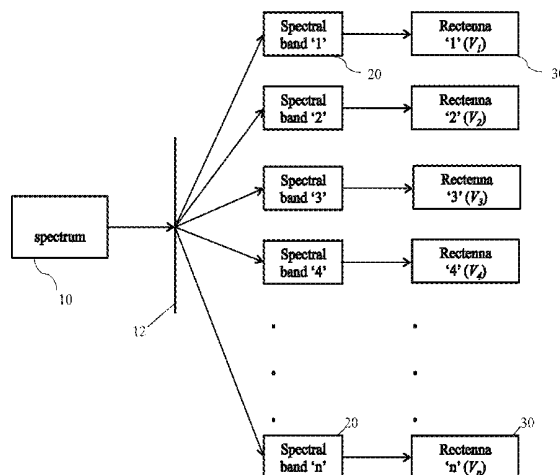 Spectral
band '1'
Rectenna
'1' (V₁)
20
30
Spectral
band '2'
Rectenna
'2' (V₂)
Spectral
band '3'
Rectenna
'3' (V₃)
spectrum
Spectral
band '4'
Rectenna
'4' (V₄)
10
12
20
30
Spectral
band 'n'
Rectenna
'n' (Vₙ)